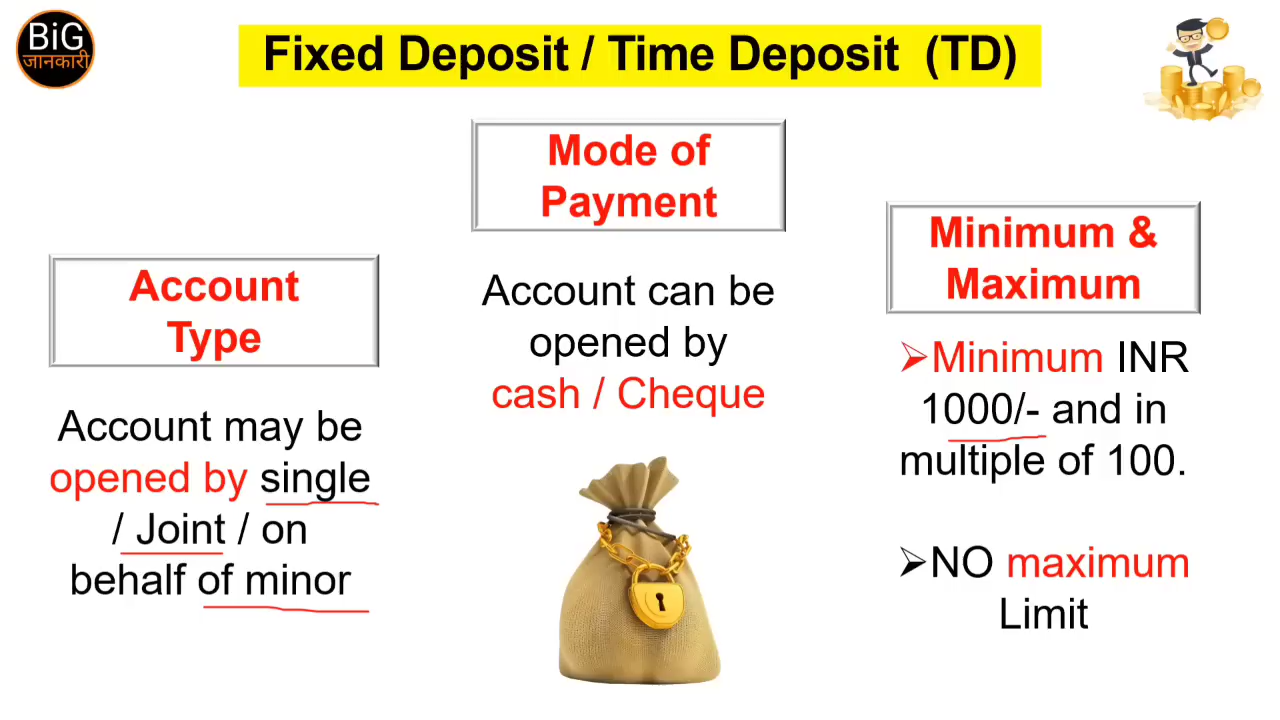 BiG
जानकारी
Fixed Deposit / Time Deposit (TD)
Account
Type
Account may be
opened by single
/ Joint / on
behalf of minor
Mode of
Payment
Account can be
opened by
cash / Cheque
Minimum &
Maximum
➢Minimum INR
1000/- and in
multiple of 100.
➢NO maximum
Limit